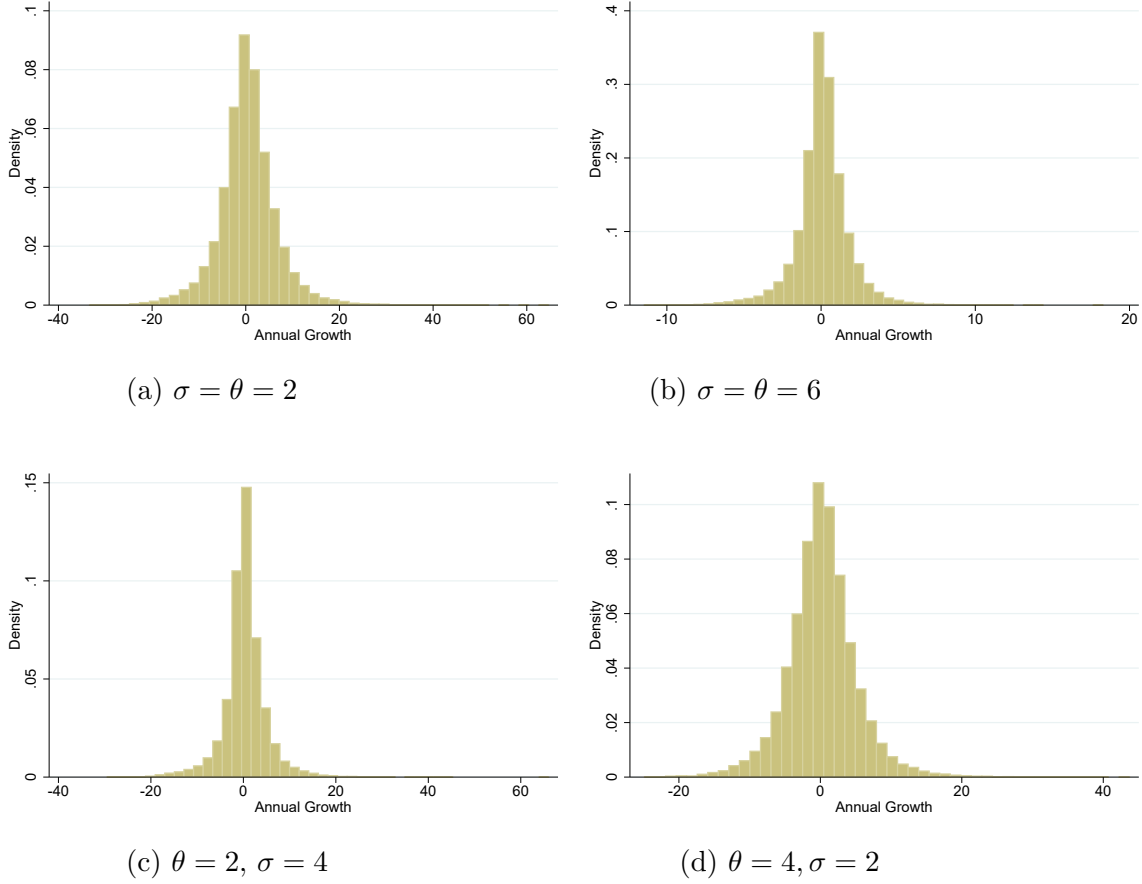 .1
.08
.06
.04
.02
0
Density
-40 -20 0 20 40 60
Annual Growth
(a) σ = θ = 2
.4
.3
.2
.1
0
Density
-10 0 10 20
Annual Growth
(b) σ = θ = 6
.15
.1
.05
0
Density
-40 -20 0 20 40 60
Annual Growth
(c) θ = 2, σ = 4
.1
.08
.06
.04
.02
0
Density
-20 0 20 40
Annual Growth
(d) θ = 4, σ = 2